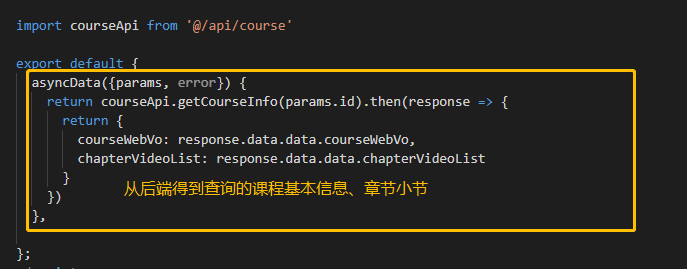 import courseApi from '@/api/course'
export default {
asyncData({params, error}) {
return courseApi.getCourseInfo(params.id).then(response => {
return {
courseWebVo: response.data.data.courseWebVo,
chapterVideoList: response.data.data.chapterVideoList
}
从后端得到查询的课程基本信息、章节小节
})
},
};